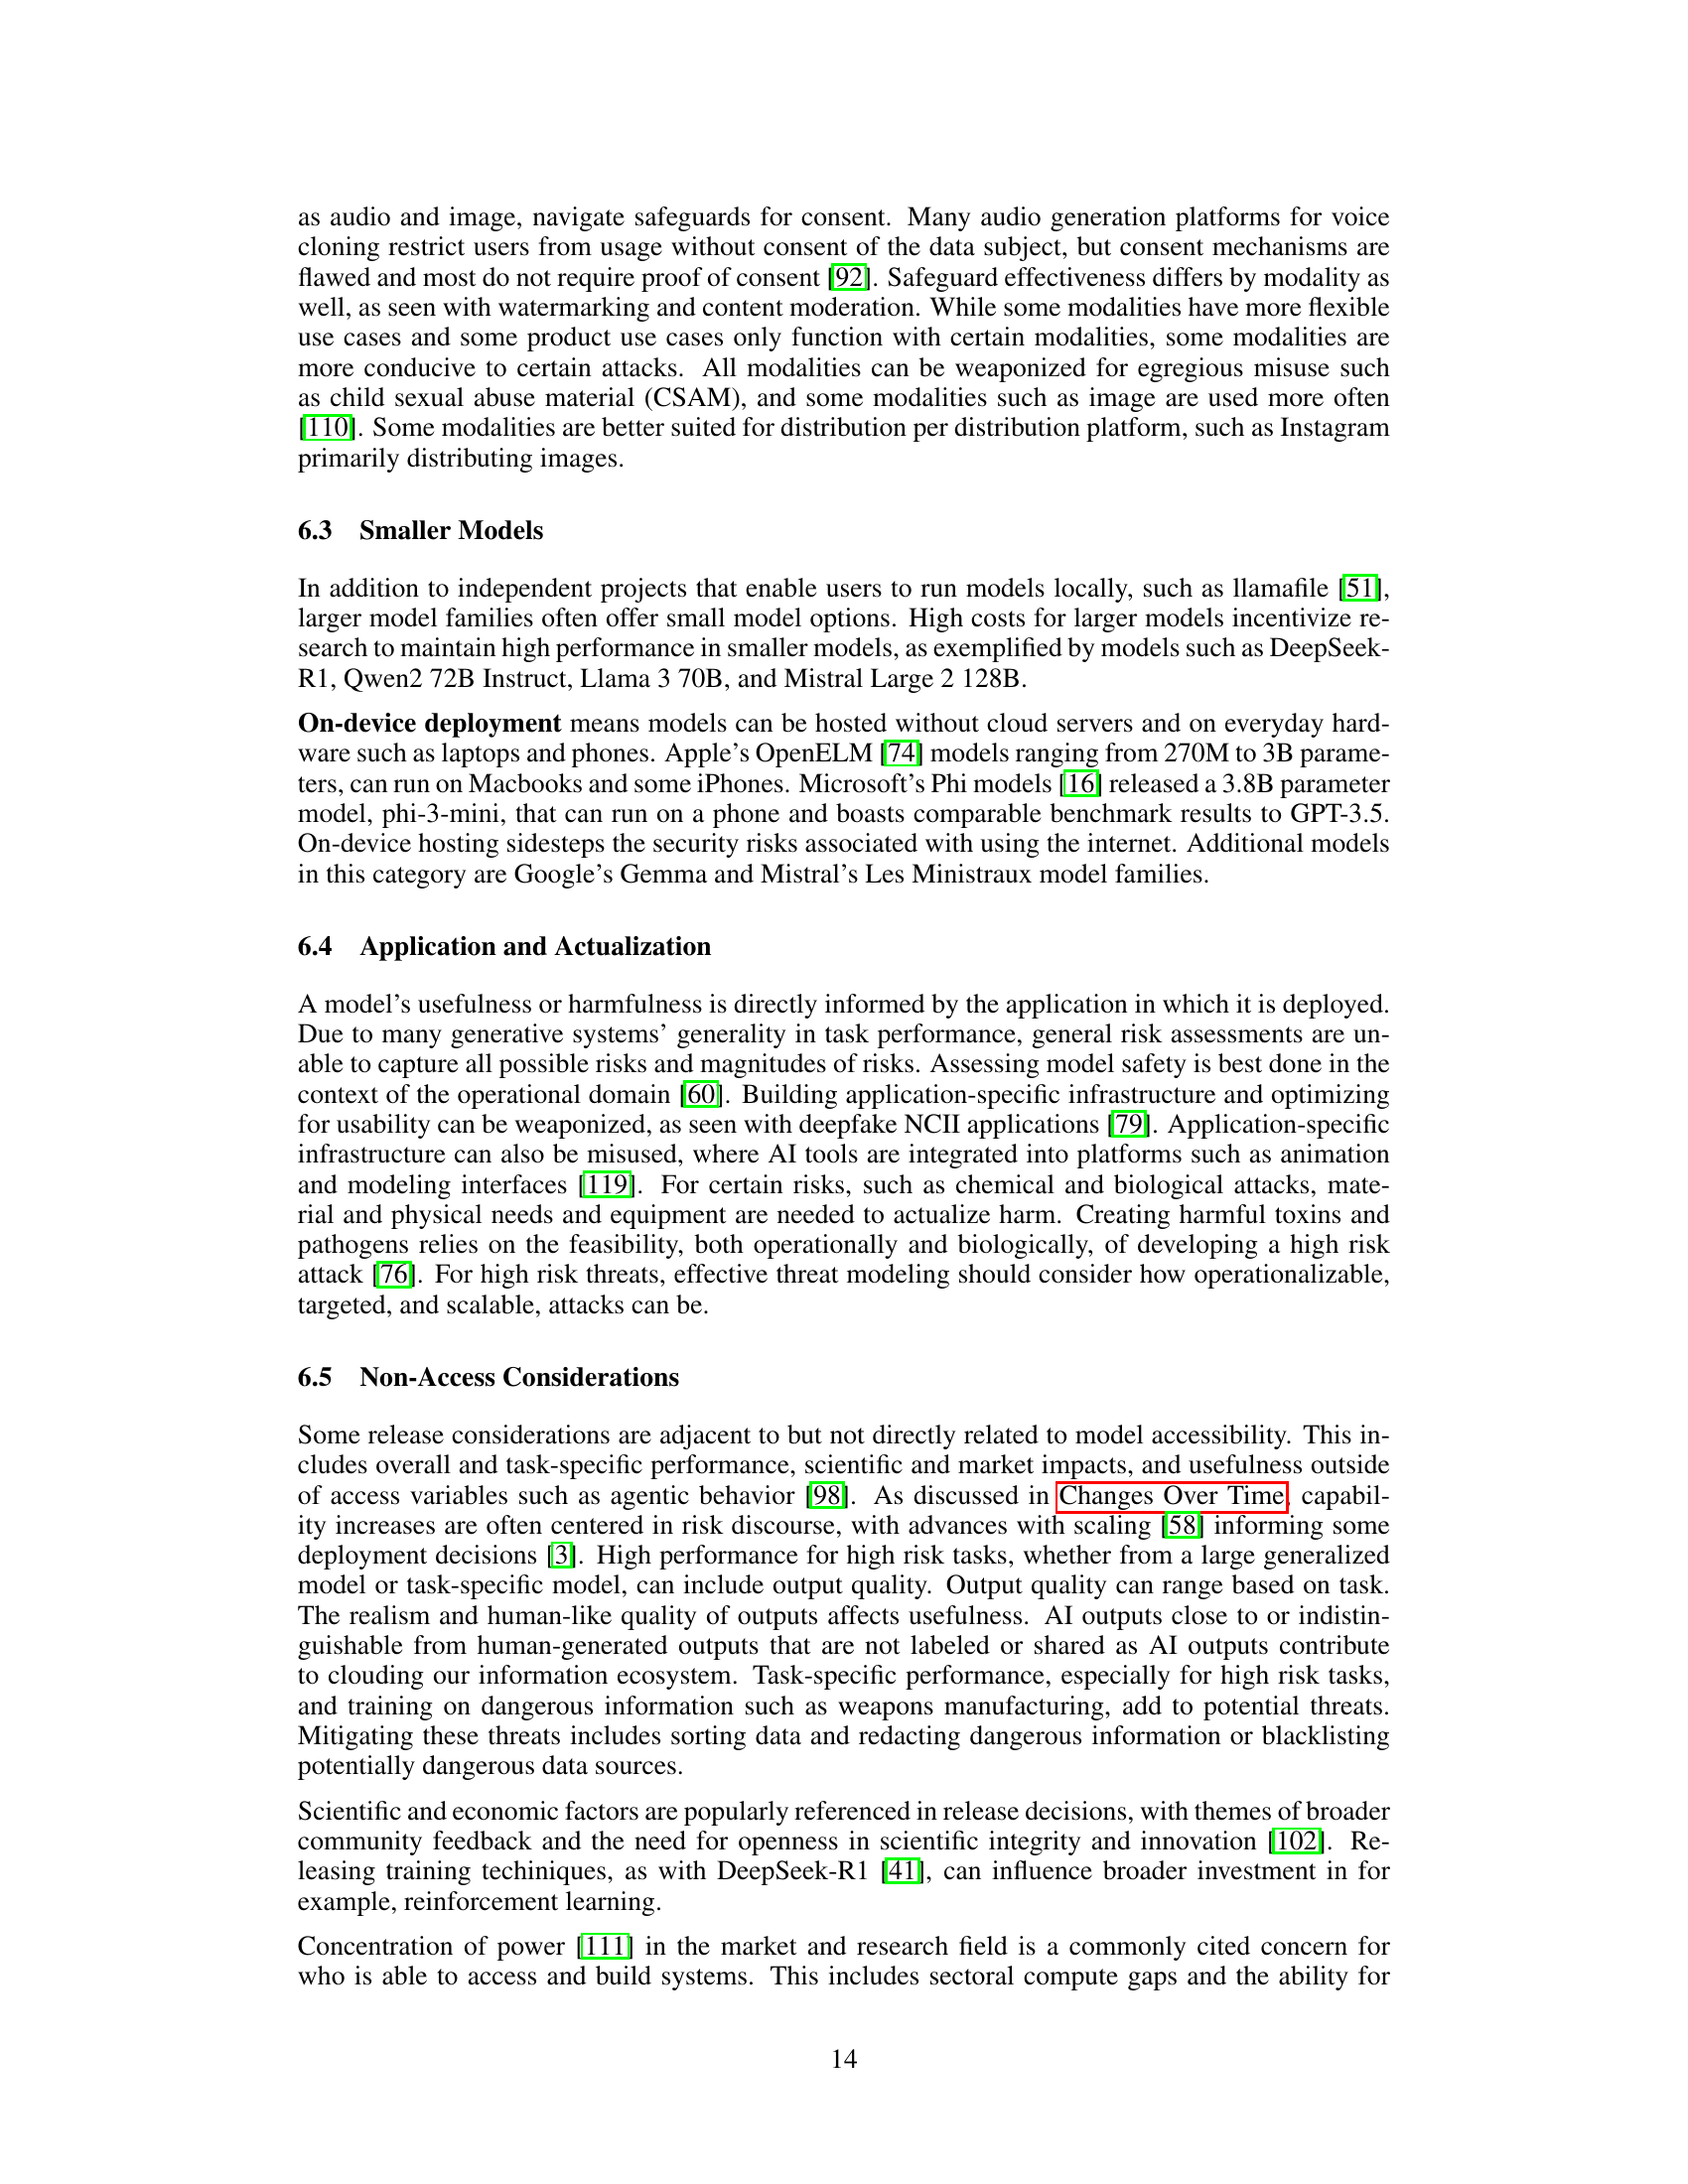 as audio and image, navigate safeguards for consent. Many audio generation platforms for voice
cloning restrict users from usage without consent of the data subject, but consent mechanisms are
flawed and most do not require proof of consent [92]. Safeguard effectiveness differs by modality as
well, as seen with watermarking and content moderation. While some modalities have more flexible
use cases and some product use cases only function with certain modalities, some modalities are
more conducive to certain attacks. All modalities can be weaponized for egregious misuse such
as child sexual abuse material (CSAM), and some modalities such as image are used more often
[110]. Some modalities are better suited for distribution per distribution platform, such as Instagram
primarily distributing images.
6.3 Smaller Models
In addition to independent projects that enable users to run models locally, such as llamafile [51],
larger model families often offer small model options. High costs for larger models incentivize re-
search to maintain high performance in smaller models, as exemplified by models such as DeepSeek-
R1, Qwen2 72B Instruct, Llama 3 70B, and Mistral Large 2 128B.
On-device deployment means models can be hosted without cloud servers and on everyday hard-
ware such as laptops and phones. Apple's OpenELM [74] models ranging from 270M to 3B parame-
ters, can run on Macbooks and some iPhones. Microsoft's Phi models [16] released a 3.8B parameter
model, phi-3-mini, that can run on a phone and boasts comparable benchmark results to GPT-3.5.
On-device hosting sidesteps the security risks associated with using the internet. Additional models
in this category are Google's Gemma and Mistral's Les Ministraux model families.
6.4 Application and Actualization
A model's usefulness or harmfulness is directly informed by the application in which it is deployed.
Due to many generative systems' generality in task performance, general risk assessments are un-
able to capture all possible risks and magnitudes of risks. Assessing model safety is best done in the
context of the operational domain [60]. Building application-specific infrastructure and optimizing
for usability can be weaponized, as seen with deepfake NCII applications [79]. Application-specific
infrastructure can also be misused, where AI tools are integrated into platforms such as animation
and modeling interfaces [119]. For certain risks, such as chemical and biological attacks, mate-
rial and physical needs and equipment are needed to actualize harm. Creating harmful toxins and
pathogens relies on the feasibility, both operationally and biologically, of developing a high risk
attack [76]. For high risk threats, effective threat modeling should consider how operationalizable,
targeted, and scalable, attacks can be.
6.5 Non-Access Considerations
Some release considerations are adjacent to but not directly related to model accessibility. This in-
cludes overall and task-specific performance, scientific and market impacts, and usefulness outside
of access variables such as agentic behavior [98]. As discussed in Changes Over Time, capabil-
ity increases are often centered in risk discourse, with advances with scaling [58] informing some
deployment decisions [3]. High performance for high risk tasks, whether from a large generalized
model or task-specific model, can include output quality. Output quality can range based on task.
The realism and human-like quality of outputs affects usefulness. AI outputs close to or indistin-
guishable from human-generated outputs that are not labeled or shared as AI outputs contribute
to clouding our information ecosystem. Task-specific performance, especially for high risk tasks,
and training on dangerous information such as weapons manufacturing, add to potential threats.
Mitigating these threats includes sorting data and redacting dangerous information or blacklisting
potentially dangerous data sources.
Scientific and economic factors are popularly referenced in release decisions, with themes of broader
community feedback and the need for openness in scientific integrity and innovation [102]. Re-
leasing training techiniques, as with DeepSeek-R1 [41], can influence broader investment in for
example, reinforcement learning.
Concentration of power [111] in the market and research field is a commonly cited concern for
who is able to access and build systems. This includes sectoral compute gaps and the ability for
14